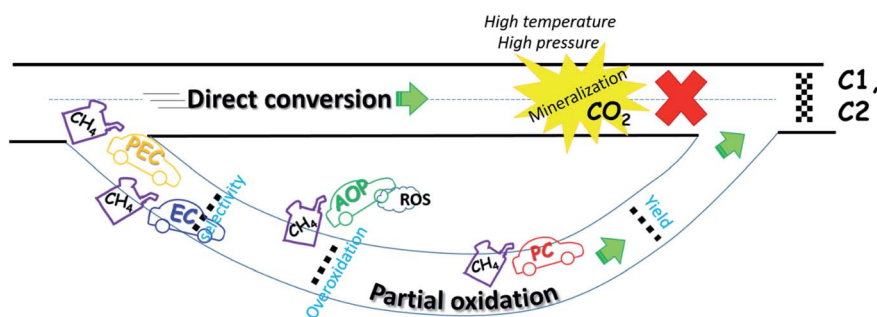 High temperature
High pressure
Direct conversion
Mineralization
CO2
C1,
C2
CH4
PEC
CH4
EC
selectivity
CH4
AOP
ROS
Overoxidation
CH4
PC
Yield
Partial oxidation